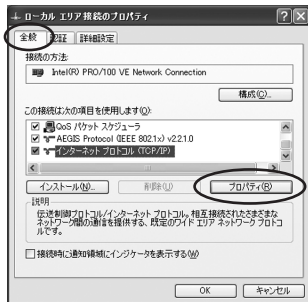 ローカル エリア接続のプロパティ
全般 認証 詳細設定
接続の方法:
Intel(R) PRO/100 VE Network Connection
構成(C)...
この接続は次の項目を使用します(O):
QoS パケット スケジューラ
AEGIS Protocol (IEEE 802.1x) v2.2.1.0
インターネット プロトコル (TCP/IP)
インストール(N)... 削除(U) プロパティ(R)
説明
伝送制御プロトコル/インターネット プロトコル。相互接続されたさまざまな
ネットワーク間の通信を提供する、既定のワイド エリア ネットワーク プロトコ
ルです。
接続時に通知領域にインジケータを表示する(W)
OK キャンセル